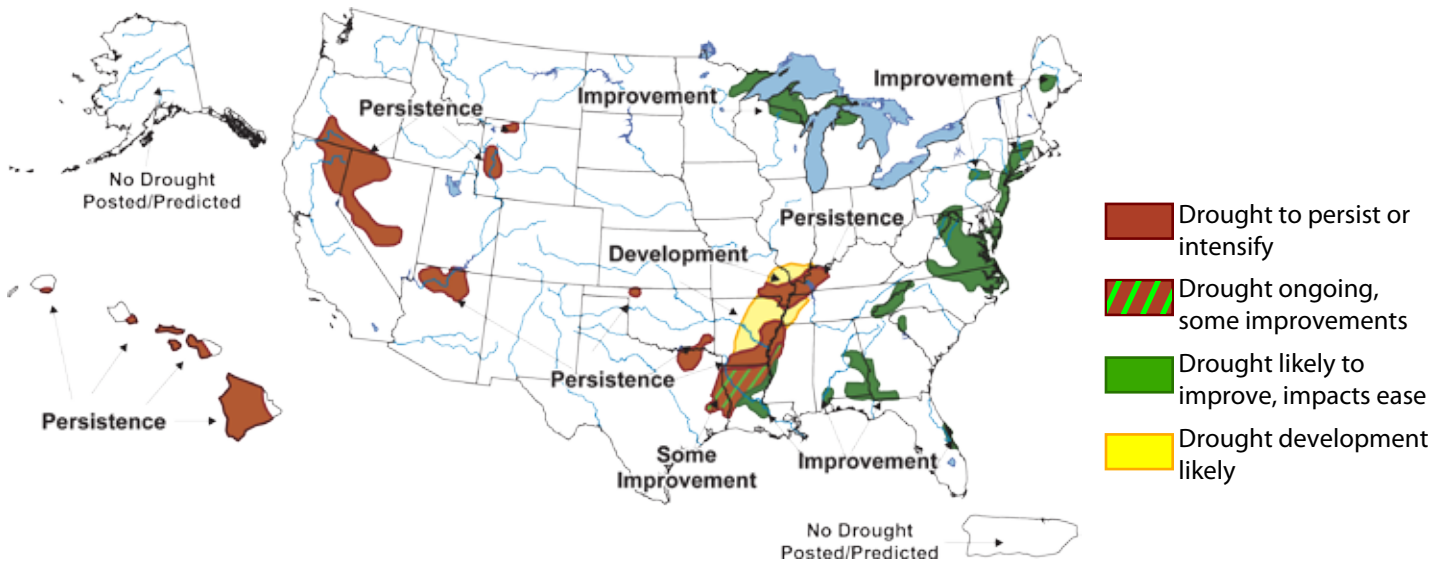 Improvement
Improvement
Persistence
No Drought
Posted/Predicted
Persistence
Development
Persistence
Persistence
Some
Improvement
Improvement
No Drought
Posted/Predicted
Drought to persist or
intensify
Drought ongoing,
some improvements
Drought likely to
improve, impacts ease
Drought development
likely